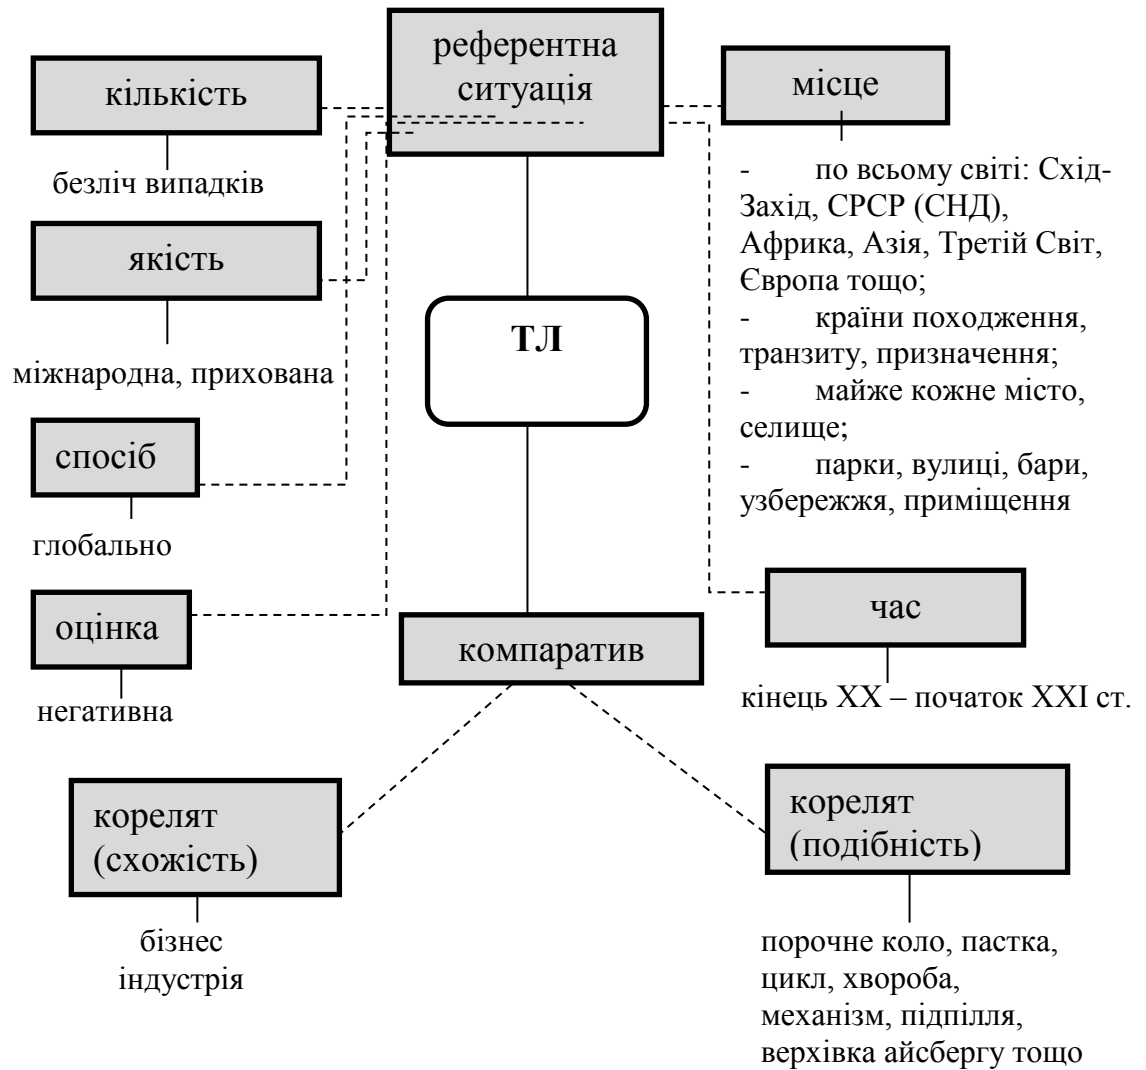 референтна
ситуація
кількість
безліч випадків
якість
міжнародна, прихована
спосіб
глобально
оцінка
негативна
місце
- по всьому світі: Схід-
Захід, СРСР (СНД),
Африка, Азія, Третій Світ,
Європа тощо;
- країни походження,
транзиту, призначення;
- майже кожне місто,
селище;
- парки, вулиці, бари,
узбережжя, приміщення
час
кінець XX – початок XXI ст.
ТЛ
компаратив
корелят
(схожість)
бізнес
індустрія
корелят
(подібність)
порочне коло, пастка,
цикл, хвороба,
механізм, підпілля,
верхівка айсбергу тощо